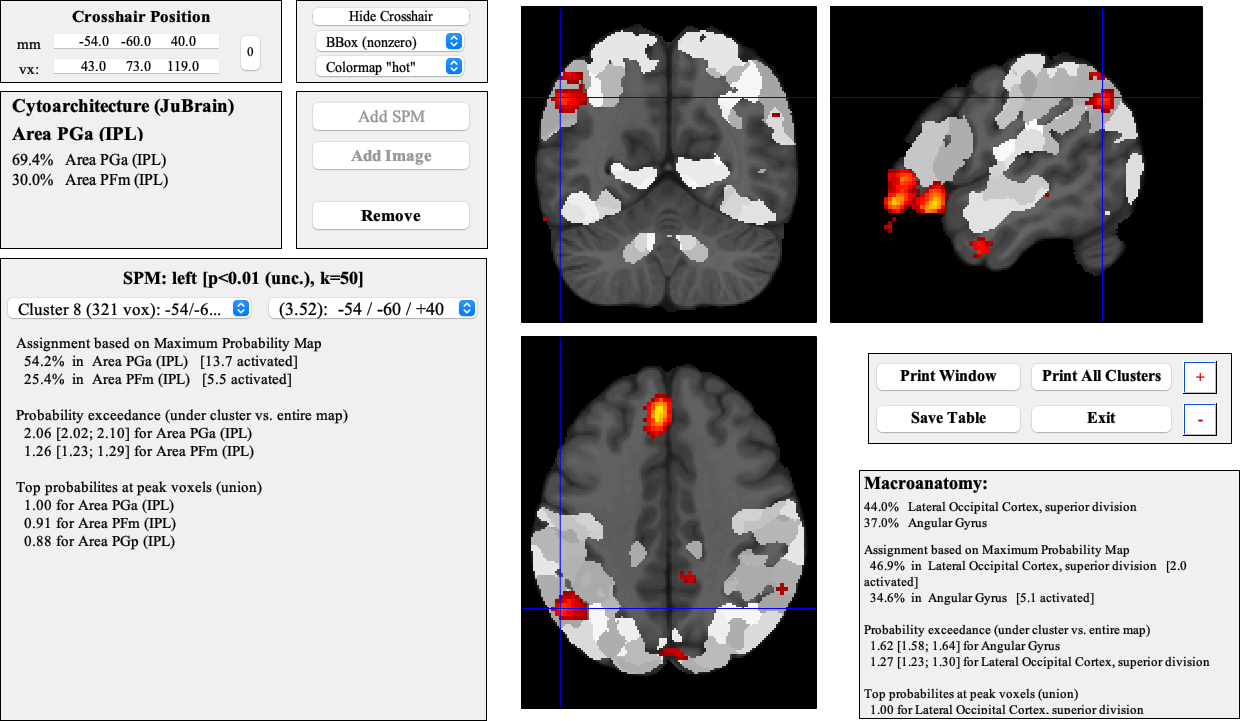 Crosshair Position
mm -54.0 -60.0 40.0
vx: 43.0 73.0 119.0
0
Hide Crosshair
BBox (nonzero)
Colormap "hot"
Cytoarchitecture (JuBrain)
Area PGa (IPL)
69.4% Area PGa (IPL)
30.0% Area PFm (IPL)
Add SPM
Add Image
Remove
SPM: left [p<0.01 (unc.), k=50]
Cluster 8 (321 vox): -54/-6... (3.52): -54 / -60 / +40
Assignment based on Maximum Probability Map
54.2% in Area PGa (IPL) [13.7 activated]
25.4% in Area PFm (IPL) [5.5 activated]
Probability exceedance (under cluster vs. entire map)
2.06 [2.02; 2.10] for Area PGa (IPL)
1.26 [1.23; 1.29] for Area PFm (IPL)
Top probabilites at peak voxels (union)
1.00 for Area PGa (IPL)
0.91 for Area PFm (IPL)
0.88 for Area PGp (IPL)
Print Window Print All Clusters +
Save Table Exit -
Macroanatomy:
44.0% Lateral Occipital Cortex, superior division
37.0% Angular Gyrus
Assignment based on Maximum Probability Map
46.9% in Lateral Occipital Cortex, superior division [2.0
activated]
34.6% in Angular Gyrus [5.1 activated]
Probability exceedance (under cluster vs. entire map)
1.62 [1.58; 1.64] for Angular Gyrus
1.27 [1.23; 1.30] for Lateral Occipital Cortex, superior division
Top probabilites at peak voxels (union)
1.00 for Lateral Occipital Cortex, superior division